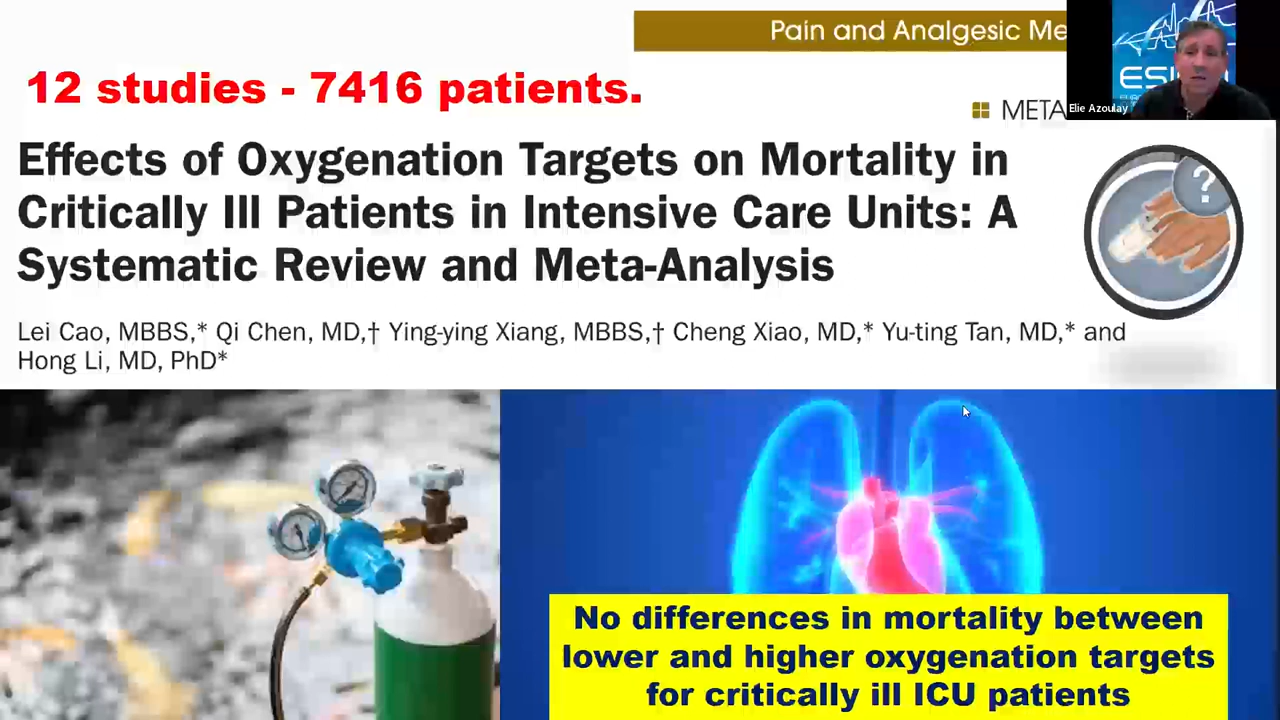 Pain and Analgesic Me
12 studies - 7416 patients.
META
Elie Azoulay
Effects of Oxygenation Targets on Mortality in
Critically Ill Patients in Intensive Care Units: A
Systematic Review and Meta-Analysis
?
Lei Cao, MBBS,* Qi Chen, MD,† Ying-ying Xiang, MBBS,† Cheng Xiao, MD,* Yu-ting Tan, MD,* and
Hong Li, MD, PhD*
No differences in mortality between
lower and higher oxygenation targets
for critically ill ICU patients